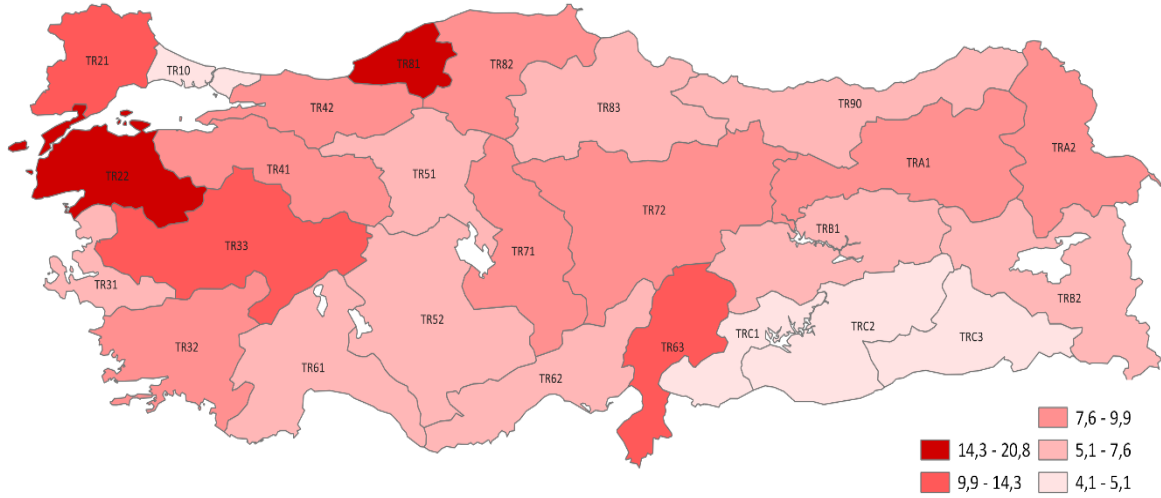 TR21
TR10
TR81
TR82
TR42
TR83
TR90
TR22
TR41
TR51
TRA1
TRA2
TR33
TR72
TR71
TRB1
TR31
TRB2
TR32
TR61
TR52
TR62
TR63
TRC1
TRC2
TRC3
7,6 - 9,9
14,3 - 20,8
5,1 - 7,6
9,9 - 14,3
4,1 - 5,1